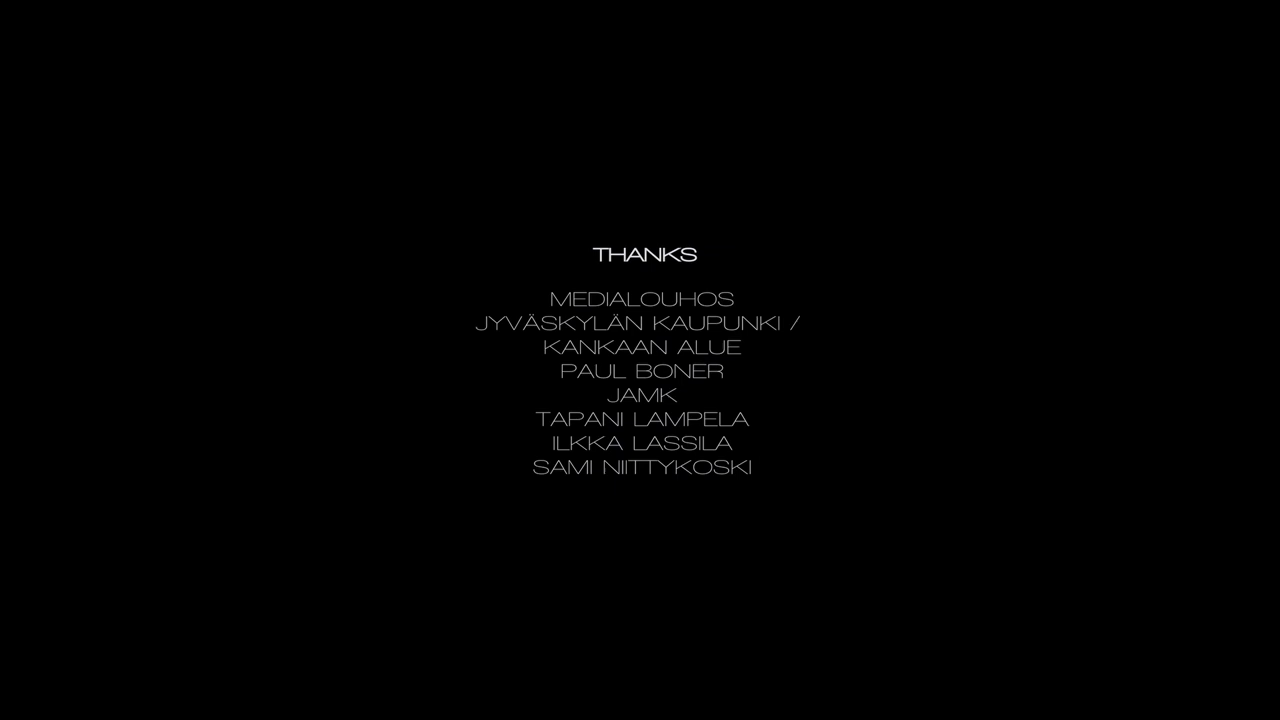 THANKS
MEDIALOUHOS
JYVÄSKYLÄN KAUPUNKI /
KANKAAN ALUE
PAUL BONER
JAMK
TAPANI LAMPELA
ILKKA LASSILA
SAMI NIITTYKOSKI